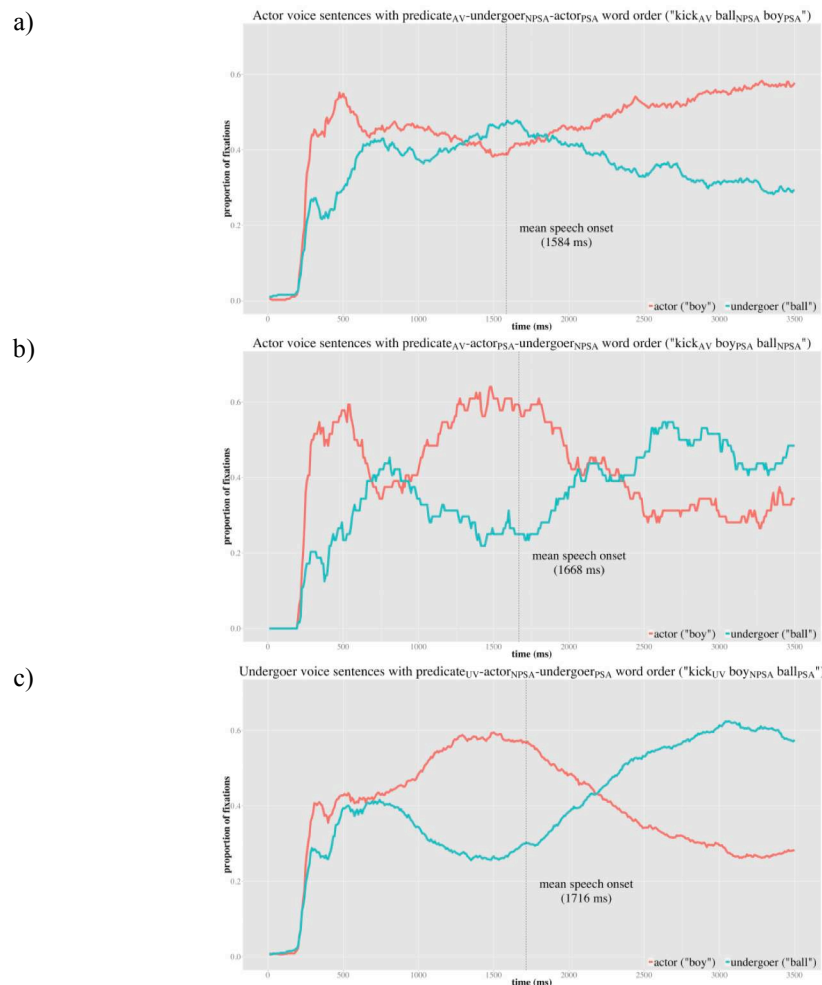 a)
Actor voice sentences with predicateAV-undergoerNPSA-actorPSA word order ("kickAV ballNPSA boyPSA")
proportion of fixations
0.6
0.4
0.2
0.0
mean speech onset
(1584 ms)
actor ("boy") undergoer ("ball")
0 500 1000 1500 2000 2500 3000 3500
time (ms)
b)
Actor voice sentences with predicateAV-actorPSA-undergoerNPSA word order ("kickAV boyPSA ballNPSA")
proportion of fixations
0.6
0.4
0.2
0.0
mean speech onset
(1668 ms)
actor ("boy") undergoer ("ball")
0 500 1000 1500 2000 2500 3000 3500
time (ms)
c)
Undergoer voice sentences with predicateUV-actorNPSA-undergoerPSA word order ("kickUV boyNPSA ballPSA")
proportion of fixations
0.6
0.4
0.2
0.0
mean speech onset
(1716 ms)
actor ("boy") undergoer ("ball")
0 500 1000 1500 2000 2500 3000 3500
time (ms)